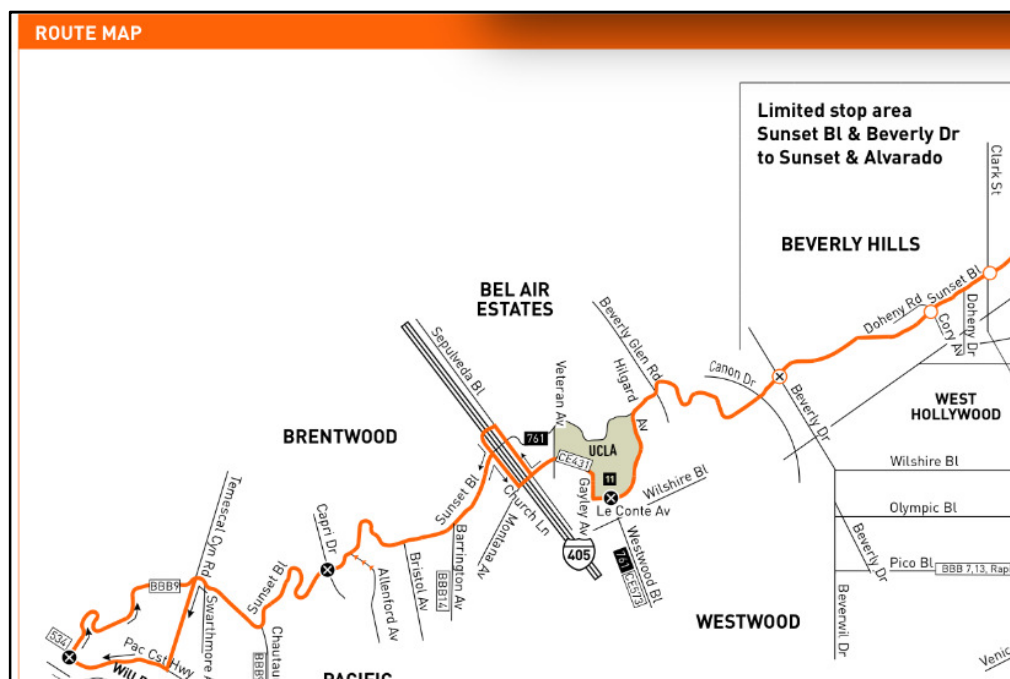 ROUTE MAP
Limited stop area
Sunset Bl & Beverly Dr
to Sunset & Alvarado
Clark St
BEVERLY HILLS
BEL AIR
ESTATES
Sunset Bl
Doheny Rd
Doheny Dr
Cory Av
Beverly Glen Rd
Sepulveda Bl
Veteran Av
Hilgard
Av
Canon Dr
Beverly Dr
WEST
HOLLYWOOD
BRENTWOOD
761
UCLA
CE431
11
Wilshire Bl
Wilshire Bl
Temescal Cyn Rd
Sunset Bl
Church Ln
Gayley Av
Le Conte Av
Olympic Bl
Capri Dr
Montana Av
405
Westwood Bl
761
CE573
Beverly Dr
Pico Bl
BBB 7,13, Rapi
BBB9
Sunset Bl
Allenford Av
Bristol Av
Barrington Av
BBB14
Swarthmore A
WESTWOOD
Beverwil Dr
534
Pac Cst Hwy
Chautau
BBB9
Venic
PACIFIC